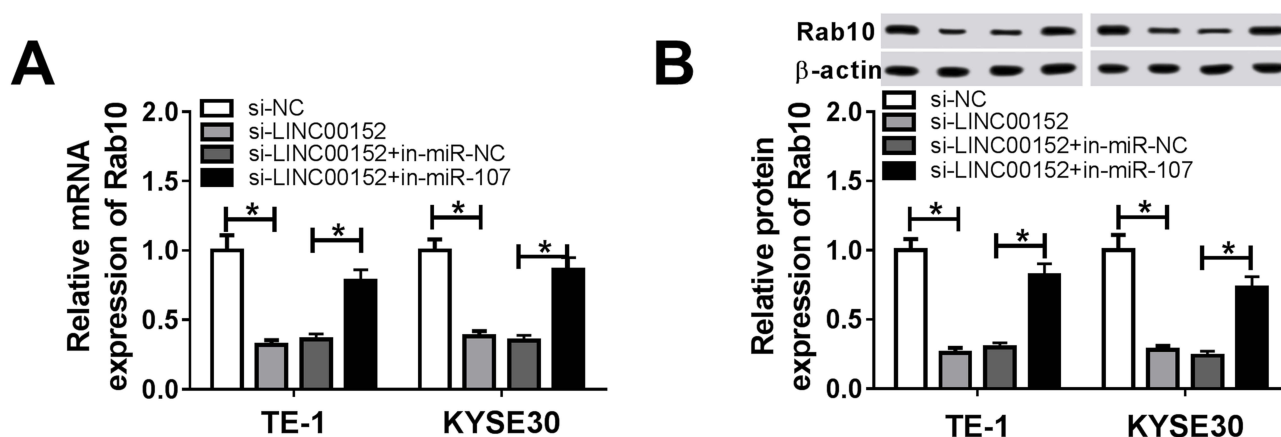 A
Relative mRNA
expression of Rab10
2.0
1.5
1.0
0.5
0.0
si-NC
si-LINC00152
si-LINC00152+in-miR-NC
si-LINC00152+in-miR-107
*
*
*
*
TE-1
KYSE30
B
Rab10
β-actin
Relative protein
expression of Rab10
2.0
1.5
1.0
0.5
0.0
si-NC
si-LINC00152
si-LINC00152+in-miR-NC
si-LINC00152+in-miR-107
*
*
*
*
TE-1
KYSE30